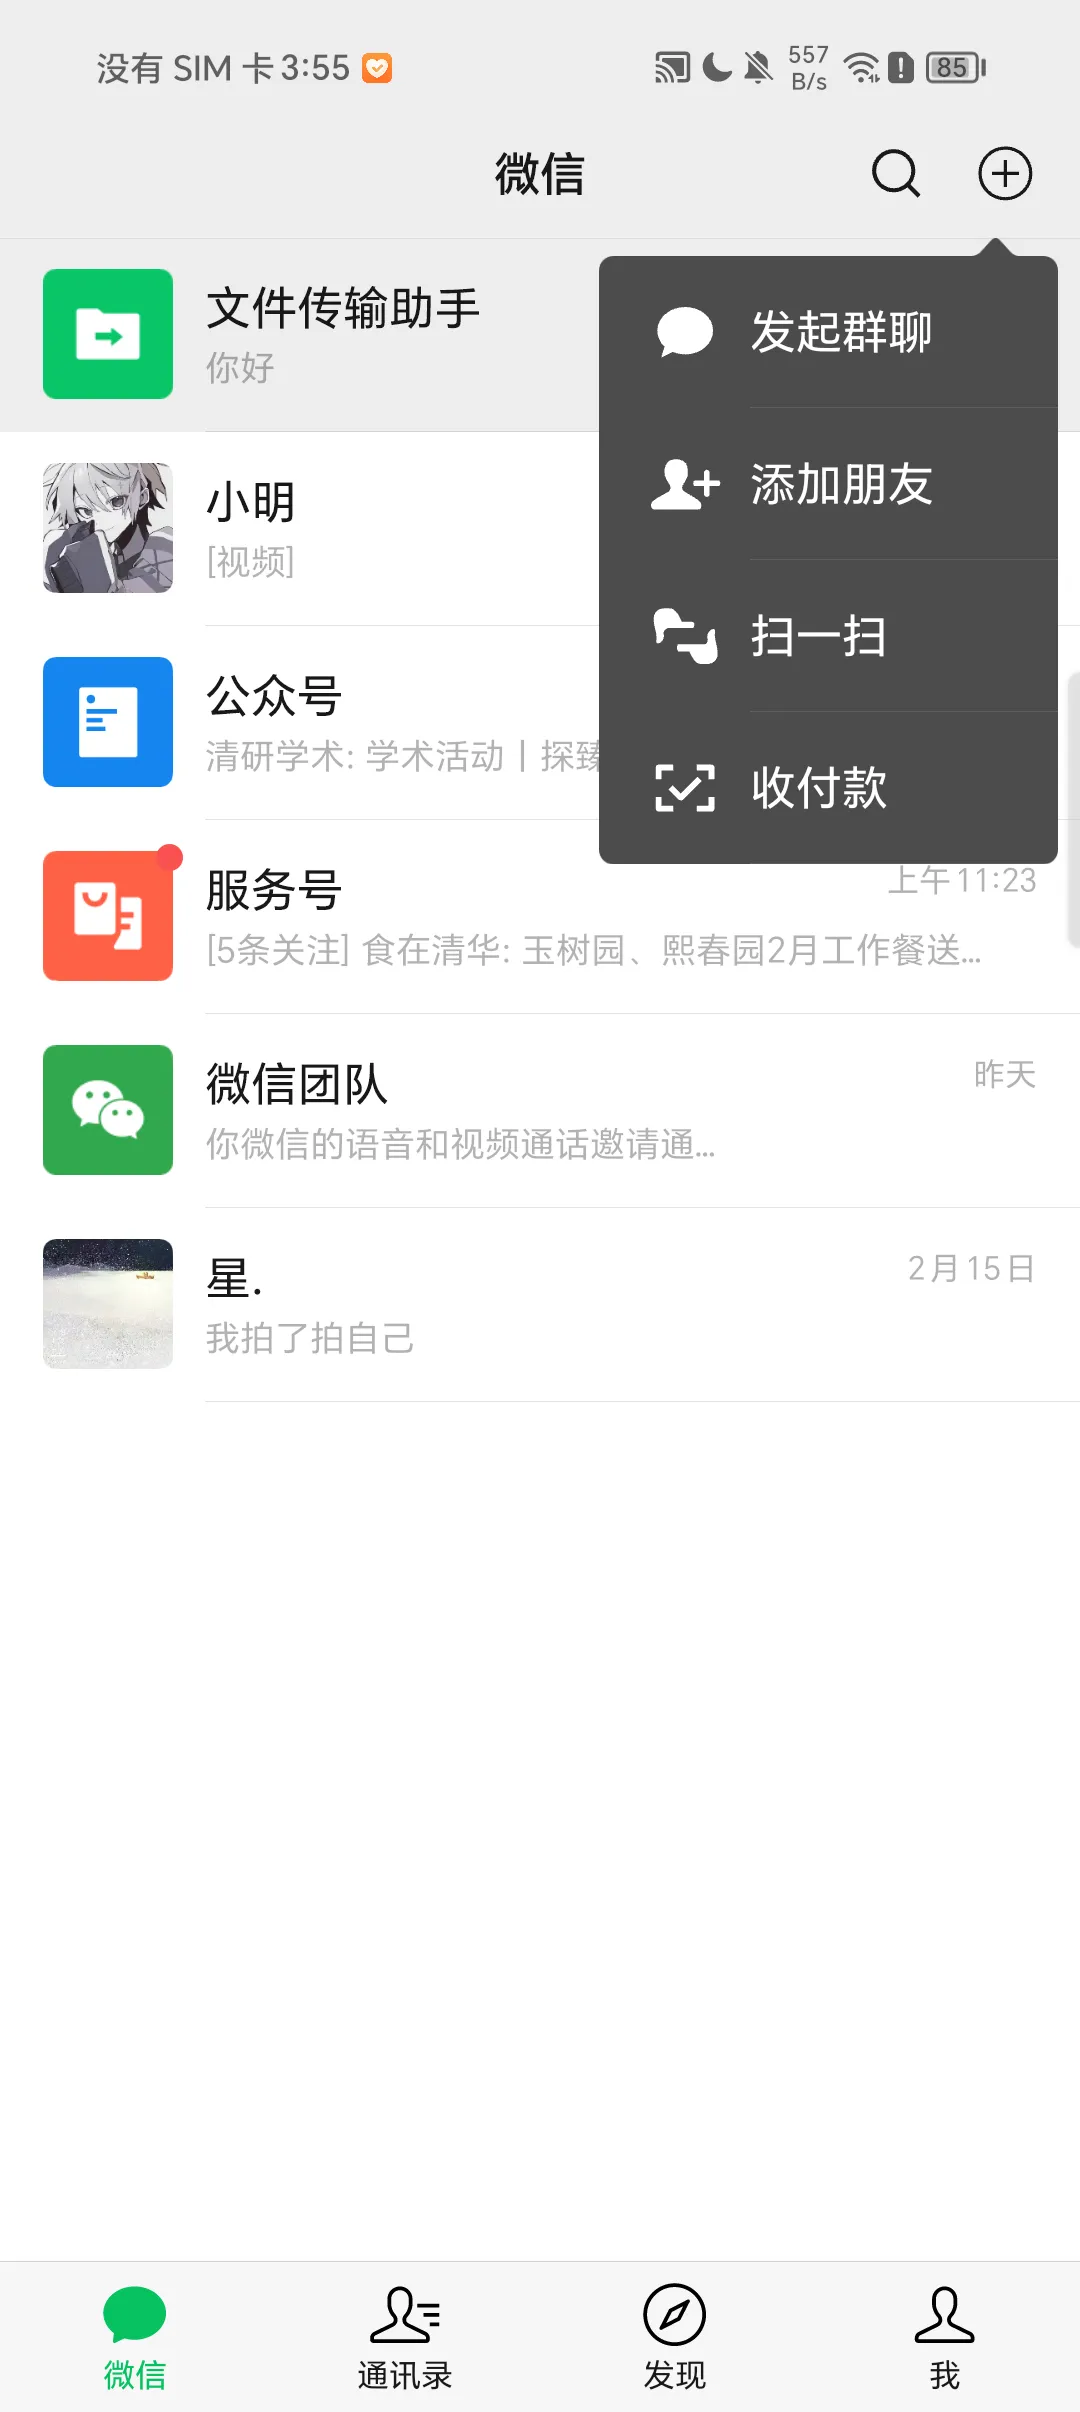 没有 SIM 卡 3:55
557 B/s
85
微信
发起群聊
添加朋友
扫一扫
收付款
文件传输助手
你好
小明
[视频]
公众号
清研学术: 学术活动丨探臻
服务号
上午11:23
[5条关注] 食在清华: 玉树园、熙春园2月工作餐送...
微信团队
昨天
你微信的语音和视频通话邀请通...
星.
2月15日
我拍了拍自己
微信
通讯录
发现
我